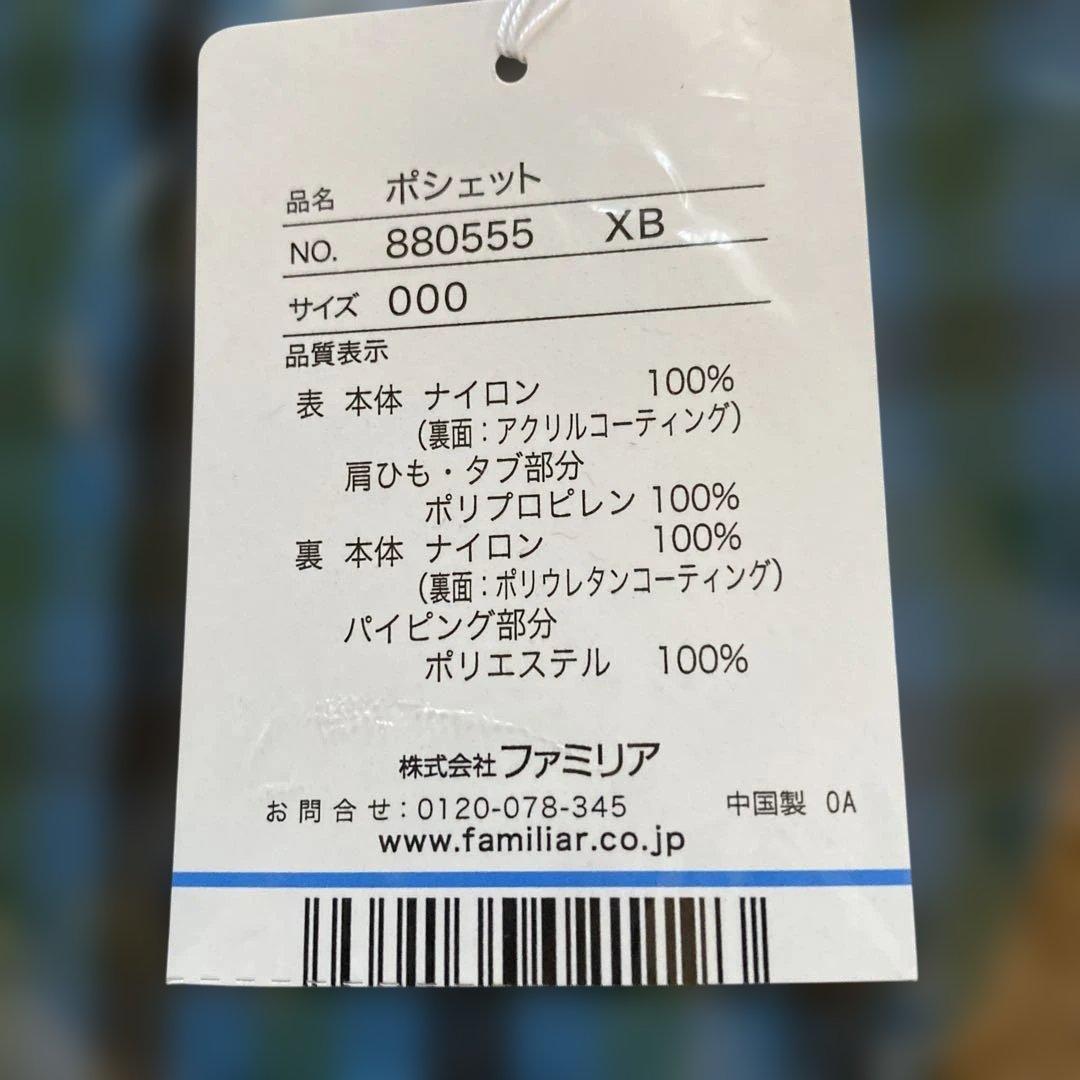 品名 ポシェット
NO. 880555 XB
サイズ 000
品質表示
表 本体 ナイロン 100%
(裏面:アクリルコーティング)
肩ひも・タブ部分
ポリプロピレン 100%
裏 本体 ナイロン 100%
(裏面:ポリウレタンコーティング)
パイピング部分
ポリエステル 100%
株式会社ファミリア
お問合せ:0120-078-345 中国製 0A
www.familiar.co.jp